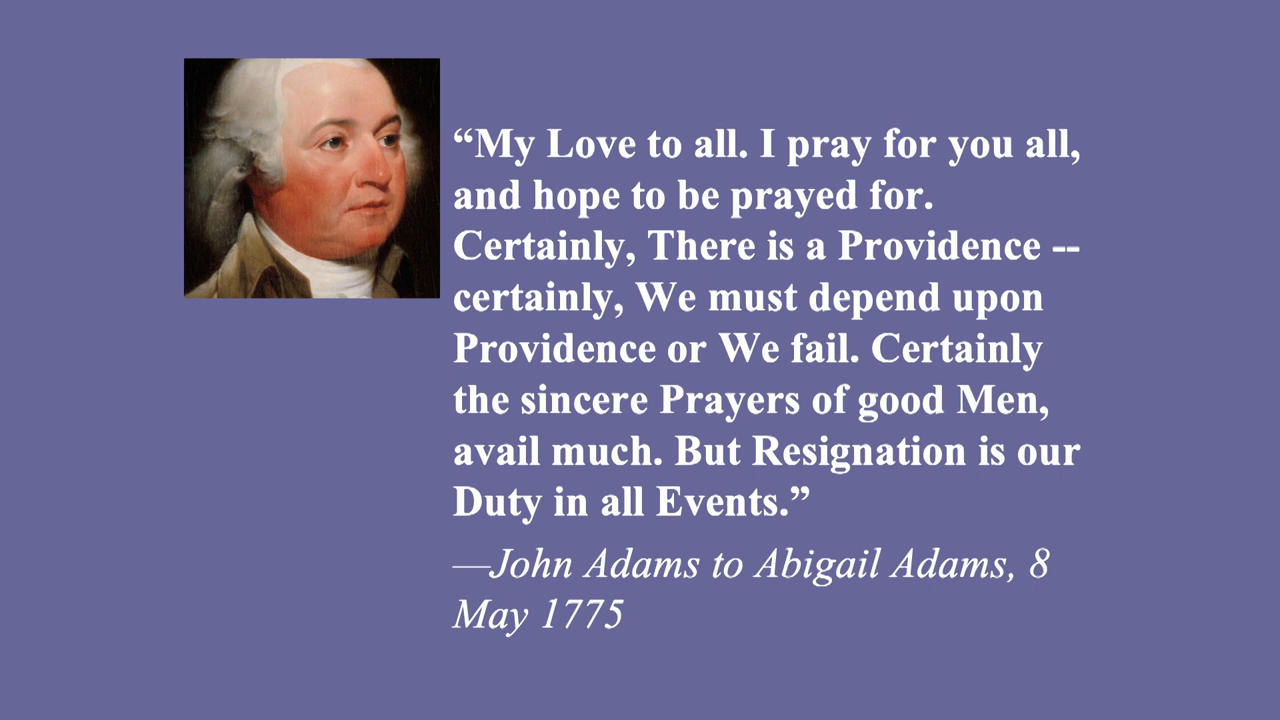 “My Love to all. I pray for you all,
and hope to be prayed for.
Certainly, There is a Providence --
certainly, We must depend upon
Providence or We fail. Certainly
the sincere Prayers of good Men,
avail much. But Resignation is our
Duty in all Events.”
—John Adams to Abigail Adams, 8
May 1775